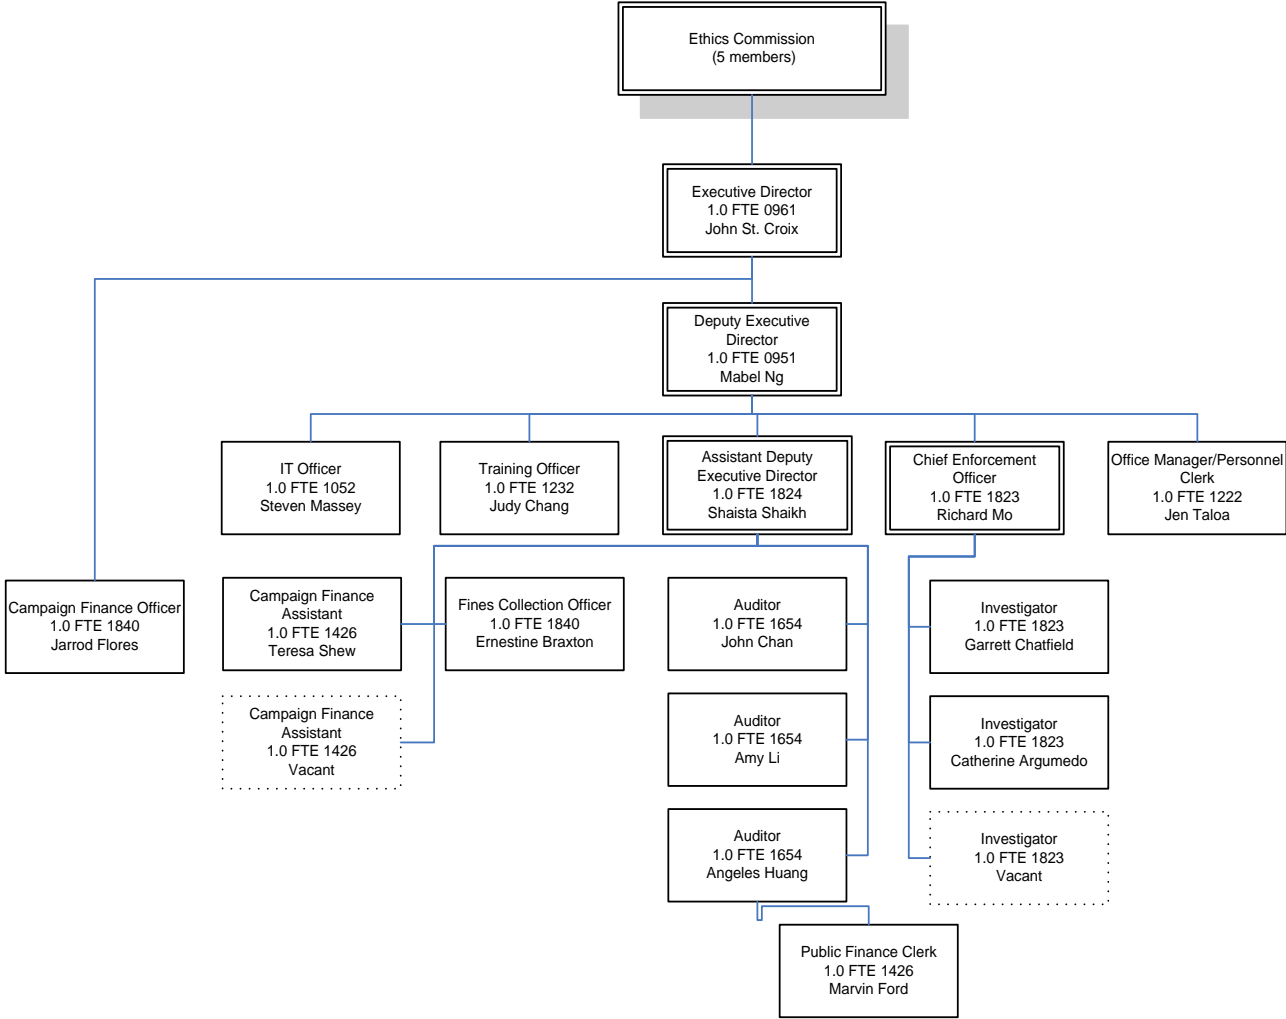 Ethics Commission
(5 members)
Executive Director
1.0 FTE 0961
John St. Croix
Deputy Executive
Director
1.0 FTE 0951
Mabel Ng
IT Officer
1.0 FTE 1052
Steven Massey
Training Officer
1.0 FTE 1232
Judy Chang
Assistant Deputy
Executive Director
1.0 FTE 1824
Shaista Shaikh
Chief Enforcement
Officer
1.0 FTE 1823
Richard Mo
Office Manager/Personnel
Clerk
1.0 FTE 1222
Jen Taloa
Campaign Finance Officer
1.0 FTE 1840
Jarrod Flores
Campaign Finance
Assistant
1.0 FTE 1426
Teresa Shew
Fines Collection Officer
1.0 FTE 1840
Ernestine Braxton
Auditor
1.0 FTE 1654
John Chan
Investigator
1.0 FTE 1823
Garrett Chatfield
Campaign Finance
Assistant
1.0 FTE 1426
Vacant
Auditor
1.0 FTE 1654
Amy Li
Investigator
1.0 FTE 1823
Catherine Argumedo
Auditor
1.0 FTE 1654
Angeles Huang
Investigator
1.0 FTE 1823
Vacant
Public Finance Clerk
1.0 FTE 1426
Marvin Ford